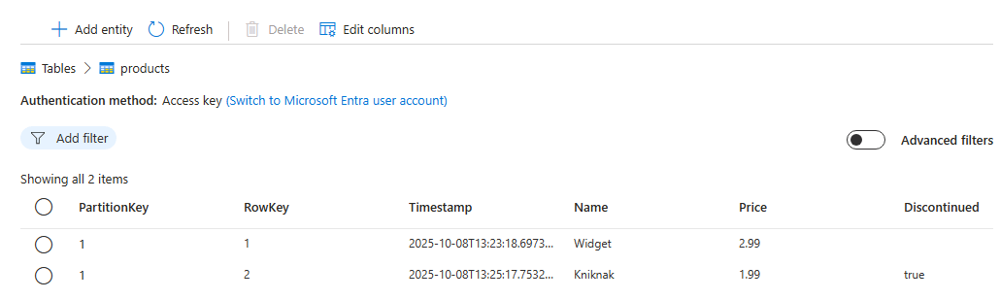 Add entity Refresh Delete Edit columns
Tables > products
Authentication method: Access key (Switch to Microsoft Entra user account)
Add filter Advanced filters
Showing all 2 items
PartitionKey RowKey Timestamp Name Price Discontinued
1 1 2025-10-08T13:23:18.6973... Widget 2.99
1 2 2025-10-08T13:25:17.7532... Kniknak 1.99 true